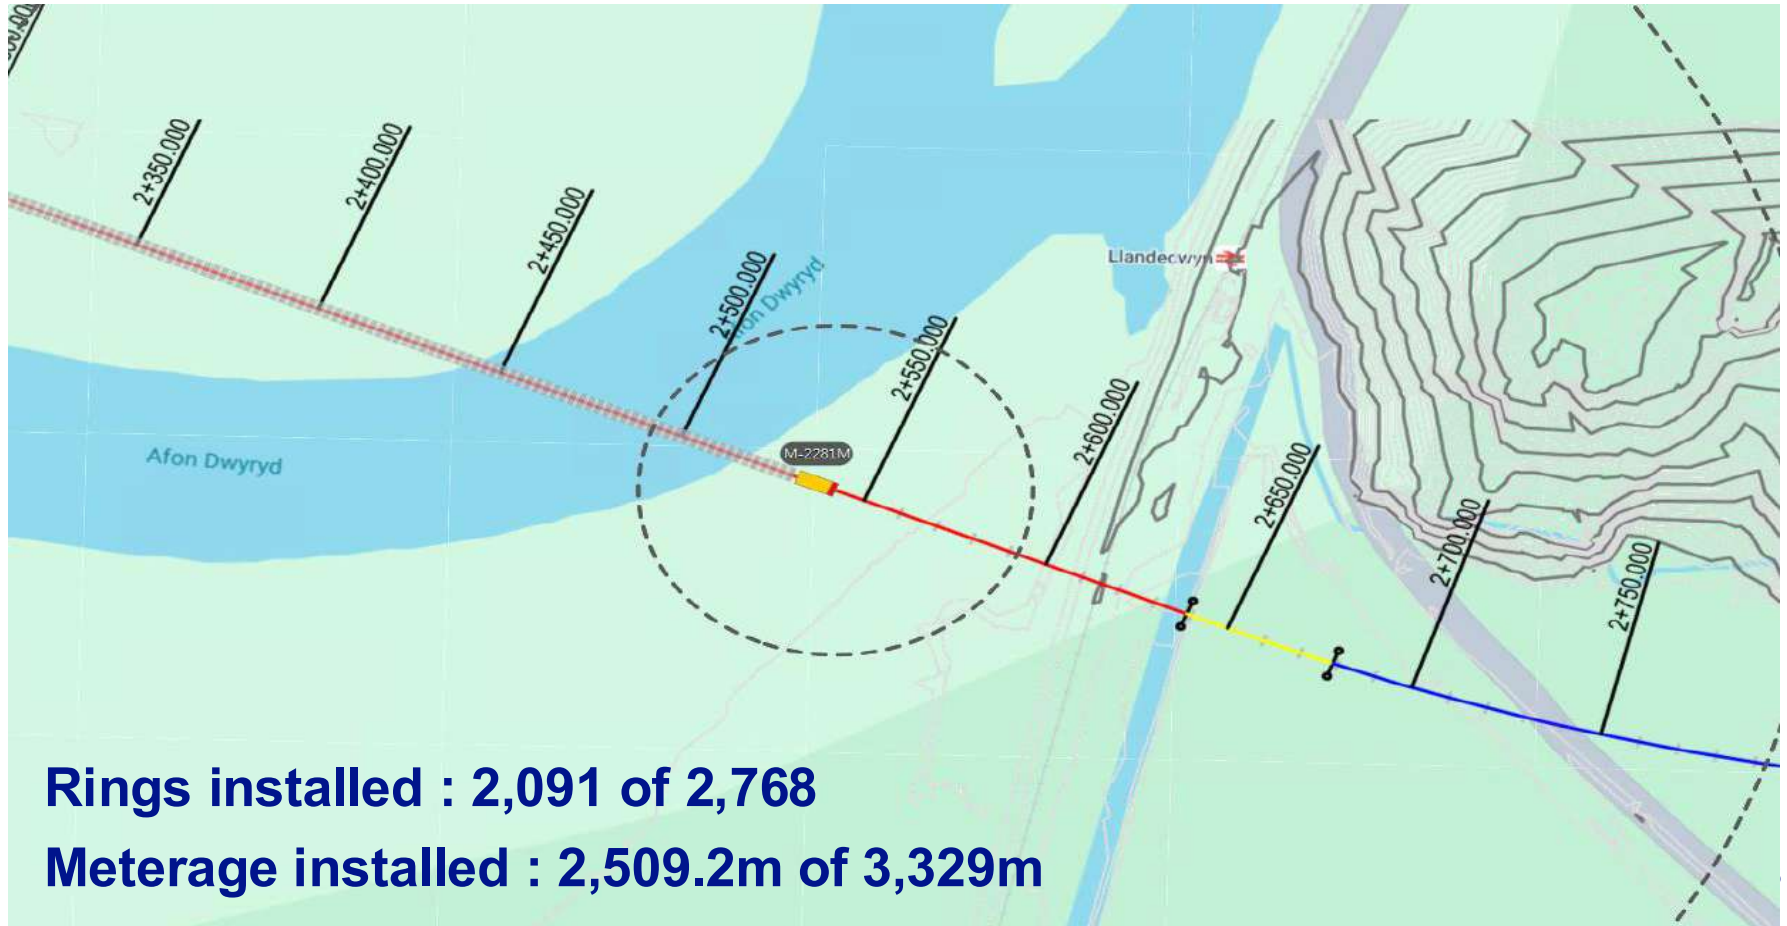 2+350.000
2+400.000
2+450.000
2+500.000
Afon Dwyryd
2+550.000
Llandecwyn
2+600.000
M-2281M
Afon Dwyryd
2+650.000
2+700.000
2+750.000
Rings installed : 2,091 of 2,768
Meterage installed : 2,509.2m of 3,329m